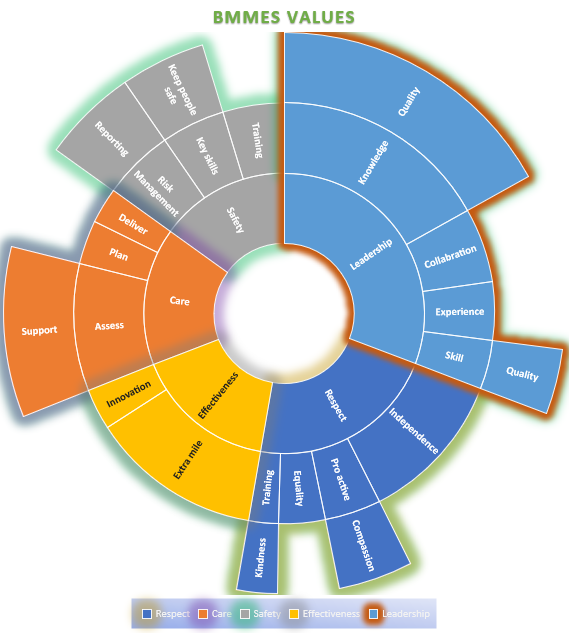 BMMES VALUES
Quality
Knowledge
Leadership
Collabration
Experience
Skill
Quality
Respect
Independence
Pro active
Compassion
Equality
Training
Kindness
Effectiveness
Extra mile
Innovation
Care
Assess
Support
Plan
Deliver
Safety
Risk
Management
Reporting
Key skills
Keep people
safe
Training
Respect Care Safety Effectiveness Leadership